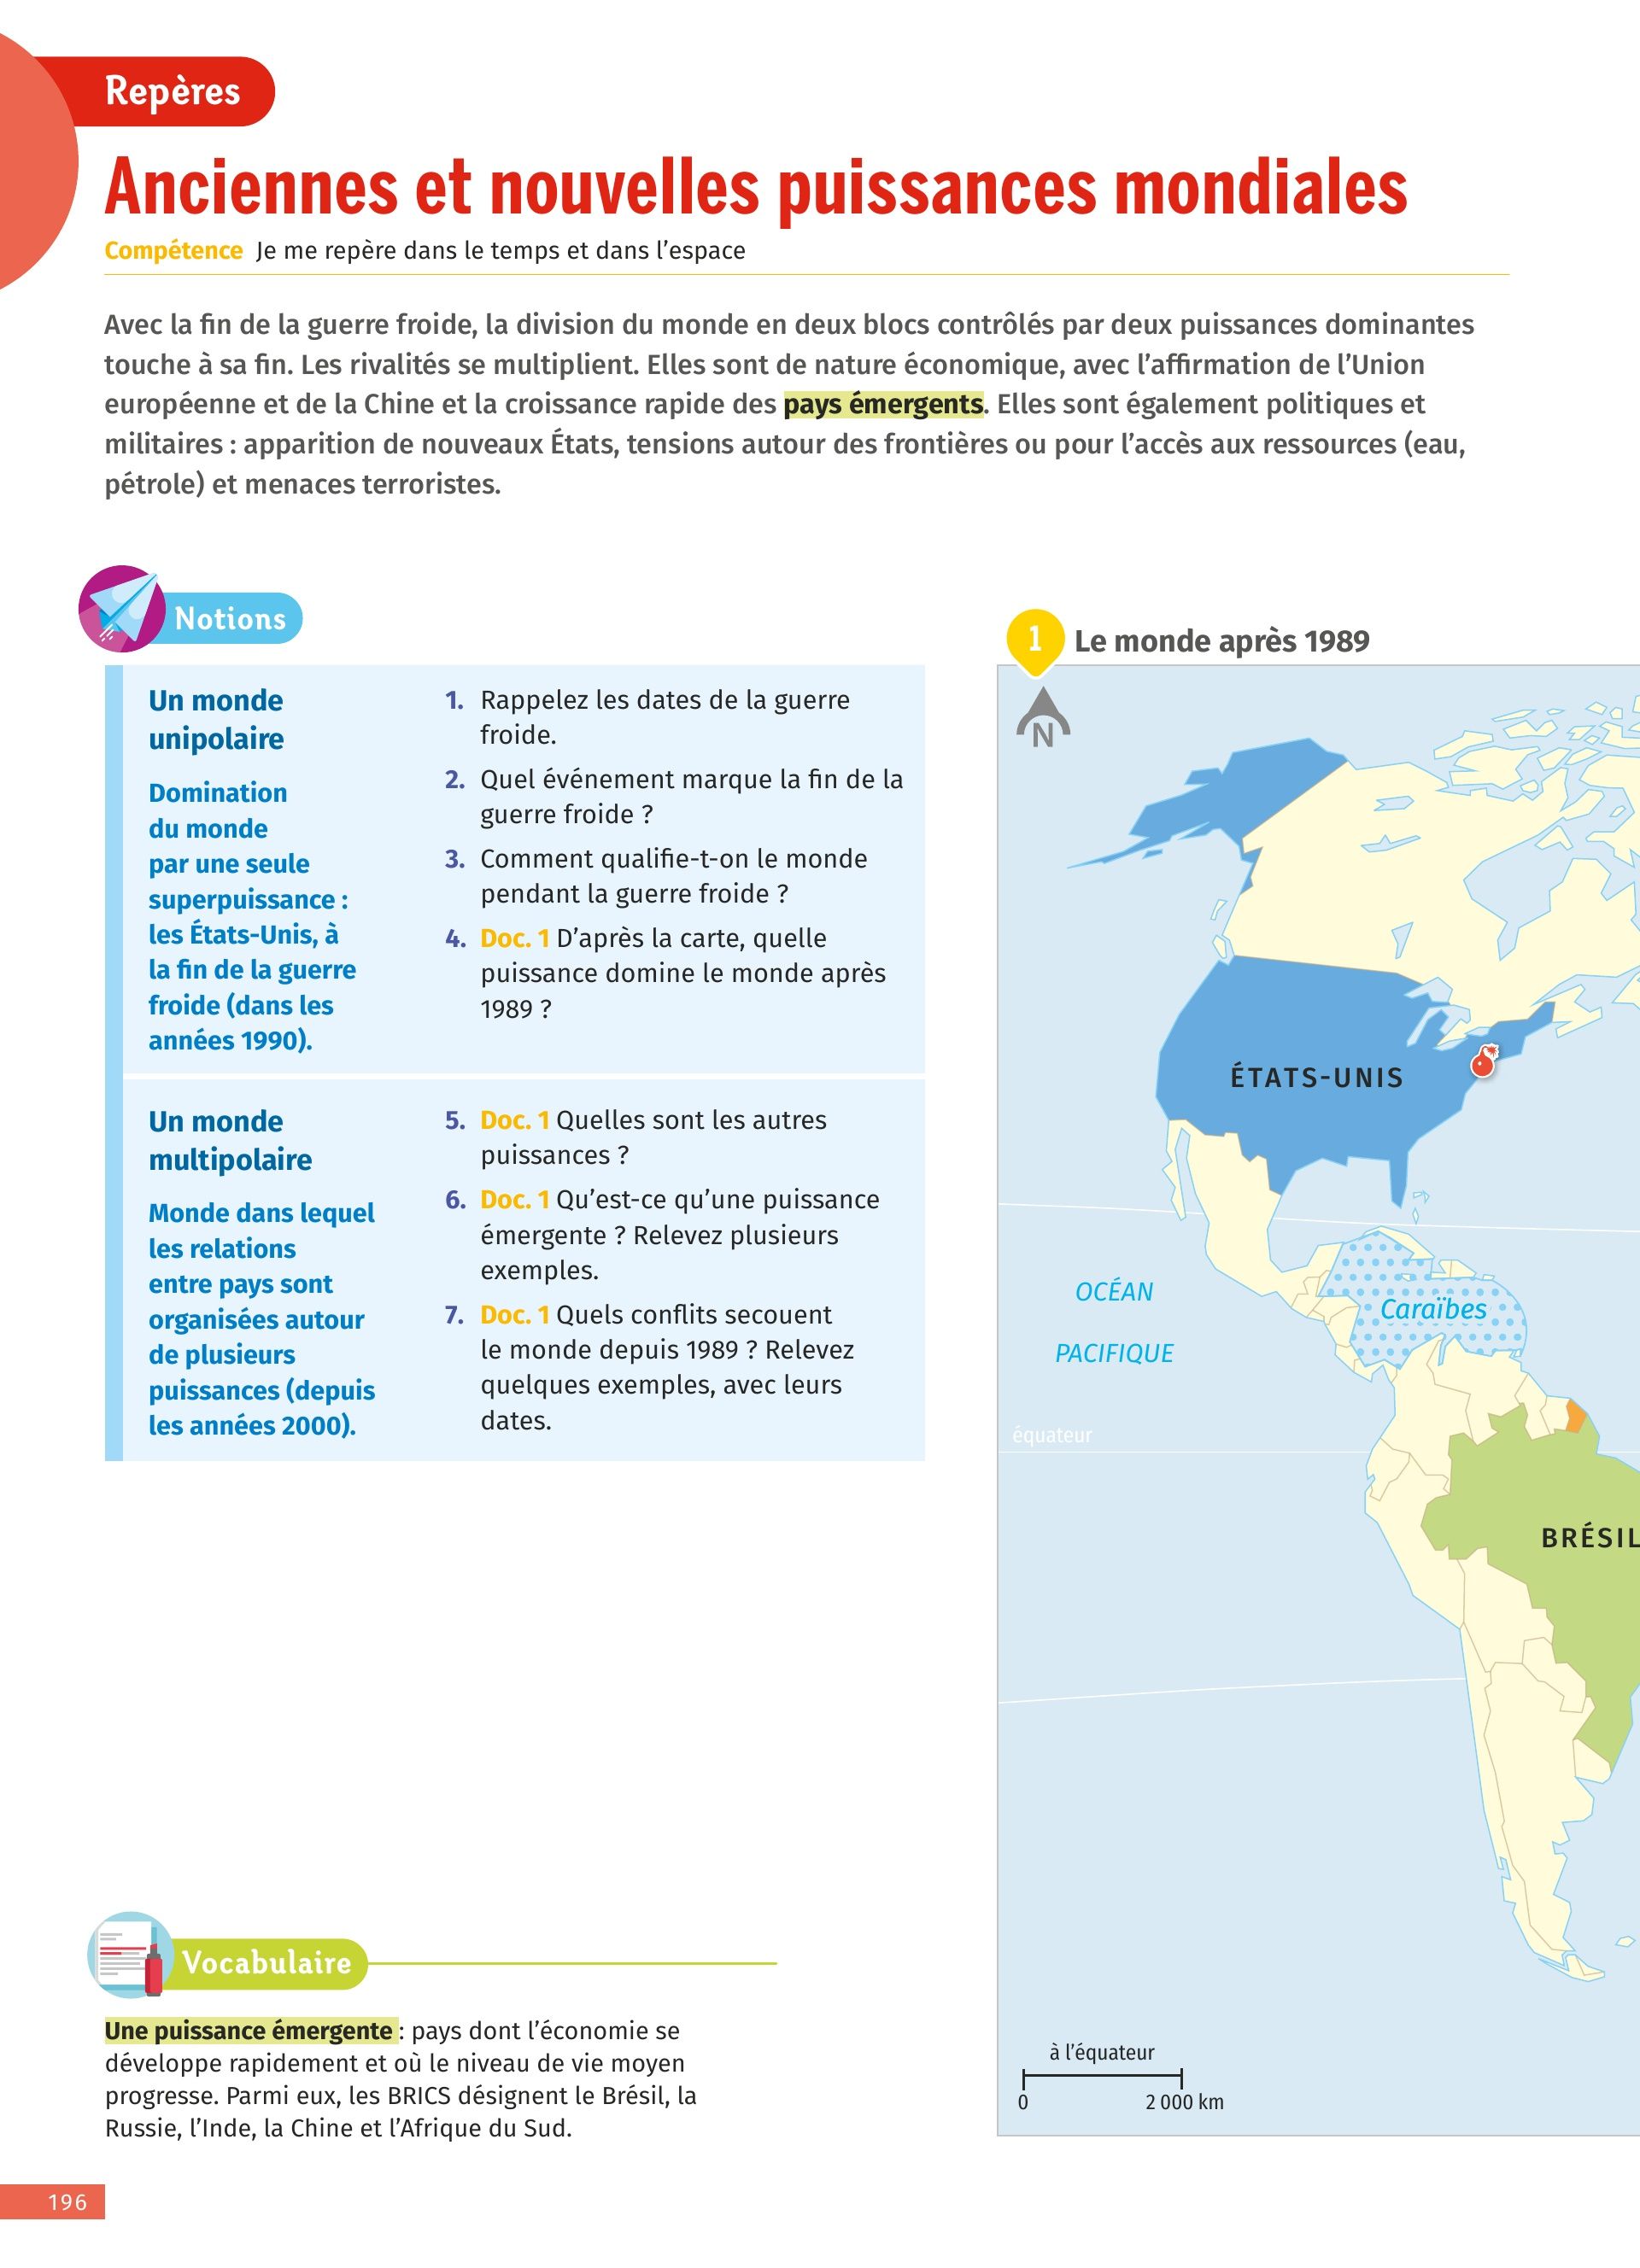 Repères
Anciennes et nouvelles puissances mondiales
Compétence Je me repère dans le temps et dans l'espace
Avec la fin de la guerre froide, la division du monde en deux blocs contrôlés par deux puissances dominantes
touche à sa fin. Les rivalités se multiplient. Elles sont de nature économique, avec l'affirmation de l'Union
européenne et de la Chine et la croissance rapide des pays émergents. Elles sont également politiques et
militaires : apparition de nouveaux États, tensions autour des frontières ou pour l'accès aux ressources (eau,
pétrole) et menaces terroristes.
Notions
Un monde
unipolaire
Domination
du monde
par une seule
superpuissance :
les États-Unis, à
la fin de la guerre
froide (dans les
années 1990).
1. Rappelez les dates de la guerre
froide.
2. Quel événement marque la fin de la
guerre froide ?
3. Comment qualifie-t-on le monde
pendant la guerre froide ?
4. Doc. 1 D'après la carte, quelle
puissance domine le monde après
1989 ?
Un monde
multipolaire
Monde dans lequel
les relations
entre pays sont
organisées autour
de plusieurs
puissances (depuis
les années 2000).
5. Doc. 1 Quelles sont les autres
puissances ?
6. Doc. 1 Qu'est-ce qu'une puissance
émergente ? Relevez plusieurs
exemples.
7. Doc. 1 Quels conflits secouent
le monde depuis 1989 ? Relevez
quelques exemples, avec leurs
dates.
1 Le monde après 1989
N
ÉTATS-UNIS
OCÉAN
PACIFIQUE
Caraïbes
équateur
BRÉSIL
à l'équateur
0 2 000 km
Vocabulaire
Une puissance émergente : pays dont l'économie se
développe rapidement et où le niveau de vie moyen
progresse. Parmi eux, les BRICS désignent le Brésil, la
Russie, l'Inde, la Chine et l'Afrique du Sud.
196